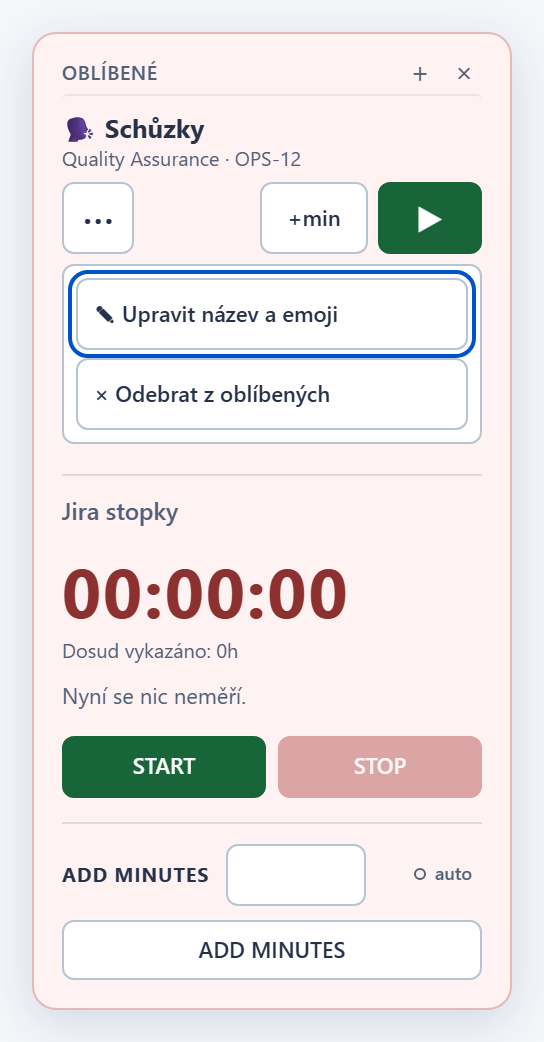 OBLÍBENÉ + ×
🗣 Schůzky
Quality Assurance · OPS-12
... +min ▶
✎ Upravit název a emoji
× Odebrat z oblíbených
Jira stopky
00:00:00
Dosud vykazáno: 0h
Nyní se nic neměří.
START STOP
ADD MINUTES auto
ADD MINUTES